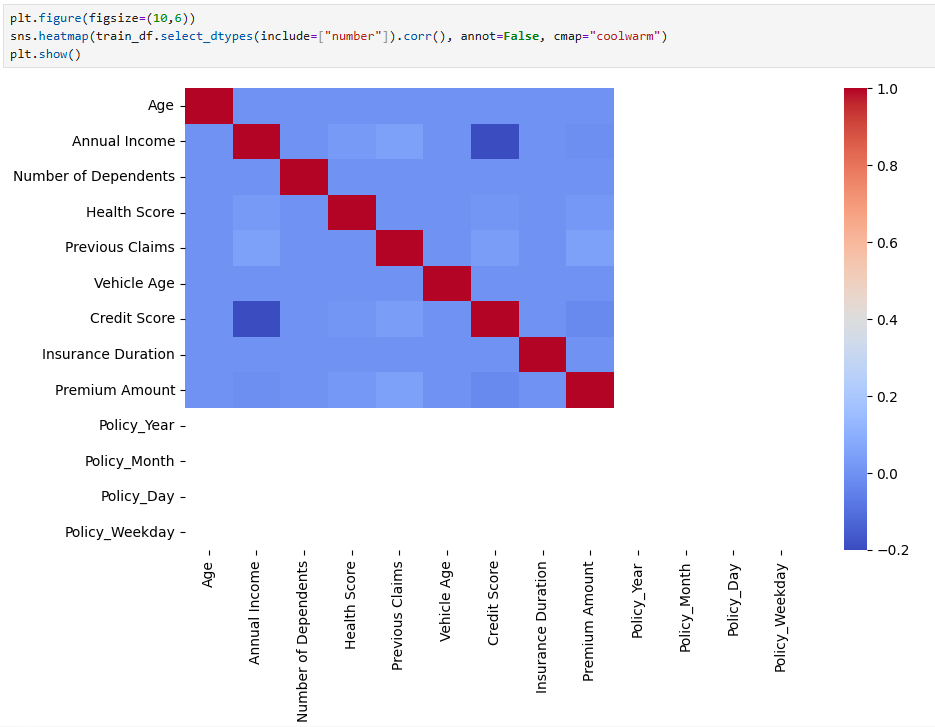 plt.figure(figsize=(10,6))
sns.heatmap(train_df.select_dtypes(include=["number"]).corr(), annot=False, cmap="coolwarm")
plt.show()
Age
Annual Income
Number of Dependents
Health Score
Previous Claims
Vehicle Age
Credit Score
Insurance Duration
Premium Amount
Policy_Year
Policy_Month
Policy_Day
Policy_Weekday
Age
Annual Income
Number of Dependents
Health Score
Previous Claims
Vehicle Age
Credit Score
Insurance Duration
Premium Amount
Policy_Year
Policy_Month
Policy_Day
Policy_Weekday
1.0
0.8
0.6
0.4
0.2
0.0
−0.2